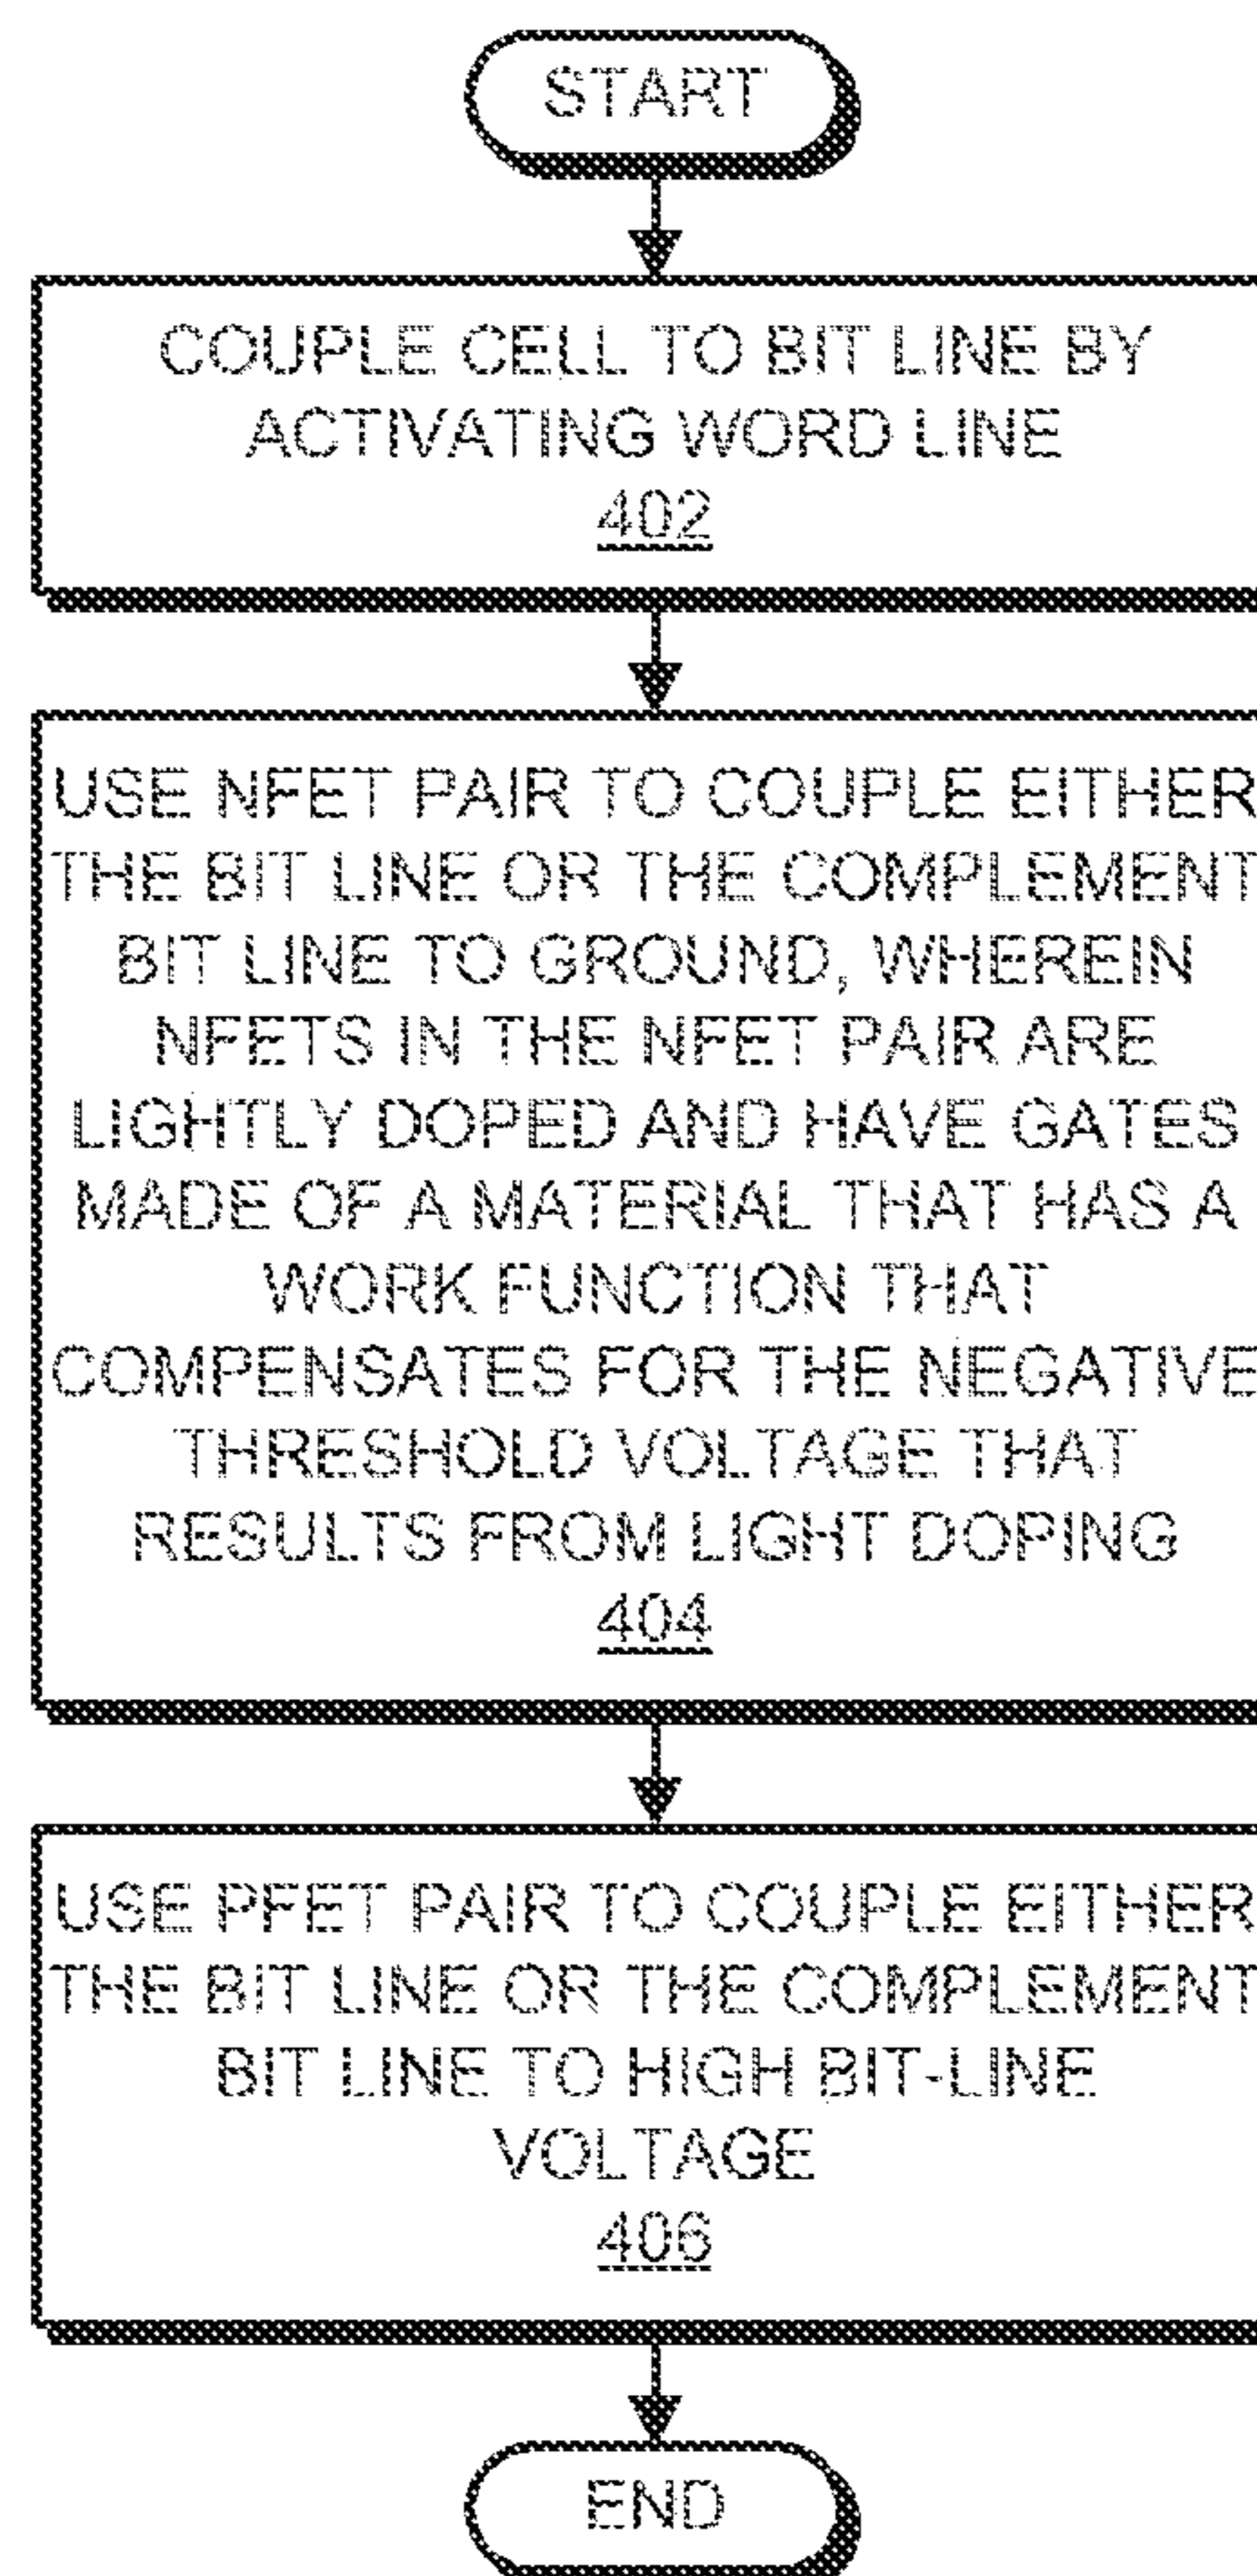 START
COUPLE CELL TO BIT LINE BY
ACTIVATING WORD LINE
402
USE NFET PAIR TO COUPLE EITHER
THE BIT LINE OR THE COMPLEMENT
BIT LINE TO GROUND, WHEREIN
NFETS IN THE NFET PAIR ARE
LIGHTLY DOPED AND HAVE GATES
MADE OF A MATERIAL THAT HAS A
WORK FUNCTION THAT
COMPENSATES FOR THE NEGATIVE
THRESHOLD VOLTAGE THAT
RESULTS FROM LIGHT DOPING
404
USE PFET PAIR TO COUPLE EITHER
THE BIT LINE OR THE COMPLEMENT
BIT LINE TO HIGH BIT-LINE
VOLTAGE
406
END